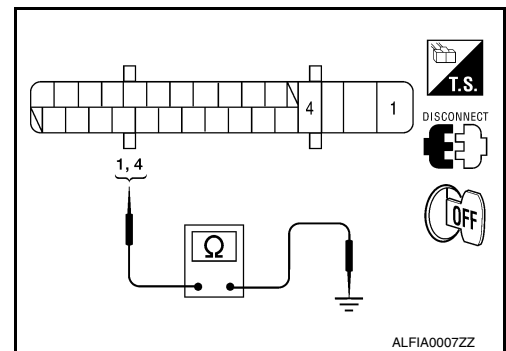 T.S.
4 1
DISCONNECT
1, 4
OFF
Ω
ALFIA0007ZZ